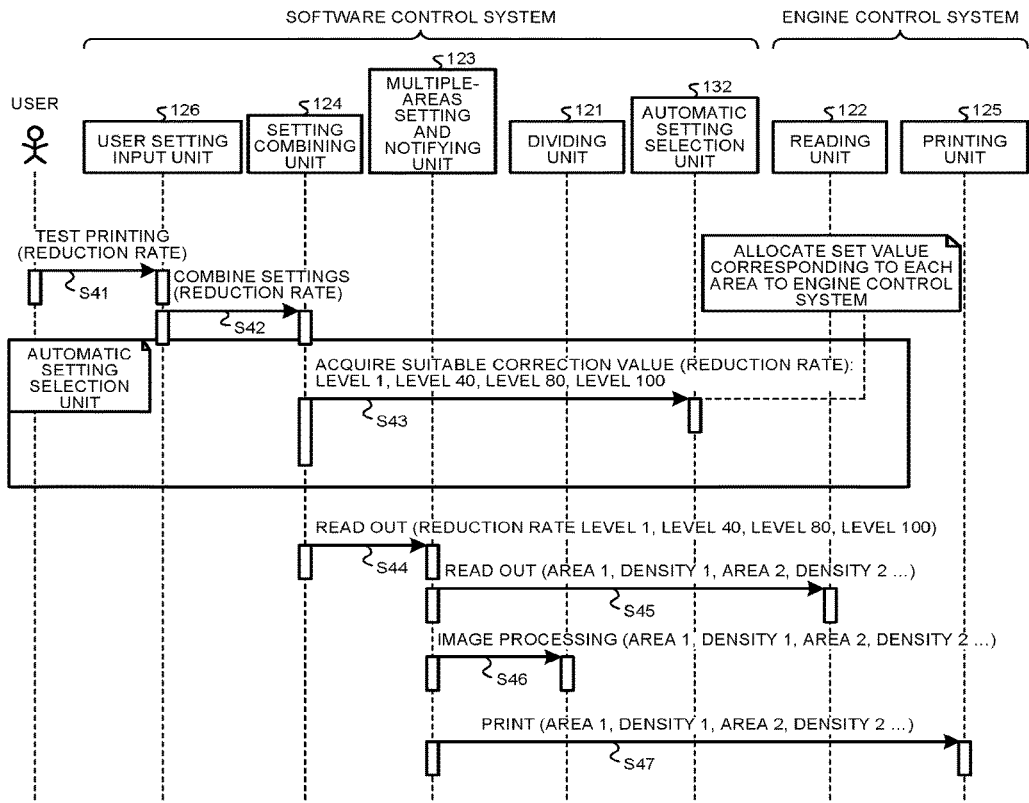 SOFTWARE CONTROL SYSTEM
ENGINE CONTROL SYSTEM
USER
126
USER SETTING
INPUT UNIT
124
SETTING
COMBINING
UNIT
123
MULTIPLE-
AREAS
SETTING
AND
NOTIFYING
UNIT
121
DIVIDING
UNIT
132
AUTOMATIC
SETTING
SELECTION
UNIT
122
READING
UNIT
125
PRINTING
UNIT
TEST PRINTING
(REDUCTION RATE)
S41
COMBINE SETTINGS
(REDUCTION RATE)
S42
ALLOCATE SET VALUE
CORRESPONDING TO EACH
AREA TO ENGINE CONTROL
SYSTEM
AUTOMATIC
SETTING
SELECTION
UNIT
ACQUIRE SUITABLE CORRECTION VALUE (REDUCTION RATE):
LEVEL 1, LEVEL 40, LEVEL 80, LEVEL 100
S43
READ OUT (REDUCTION RATE LEVEL 1, LEVEL 40, LEVEL 80, LEVEL 100)
S44
READ OUT (AREA 1, DENSITY 1, AREA 2, DENSITY 2 ...)
S45
IMAGE PROCESSING (AREA 1, DENSITY 1, AREA 2, DENSITY 2 ...)
S46
PRINT (AREA 1, DENSITY 1, AREA 2, DENSITY 2 ...)
S47